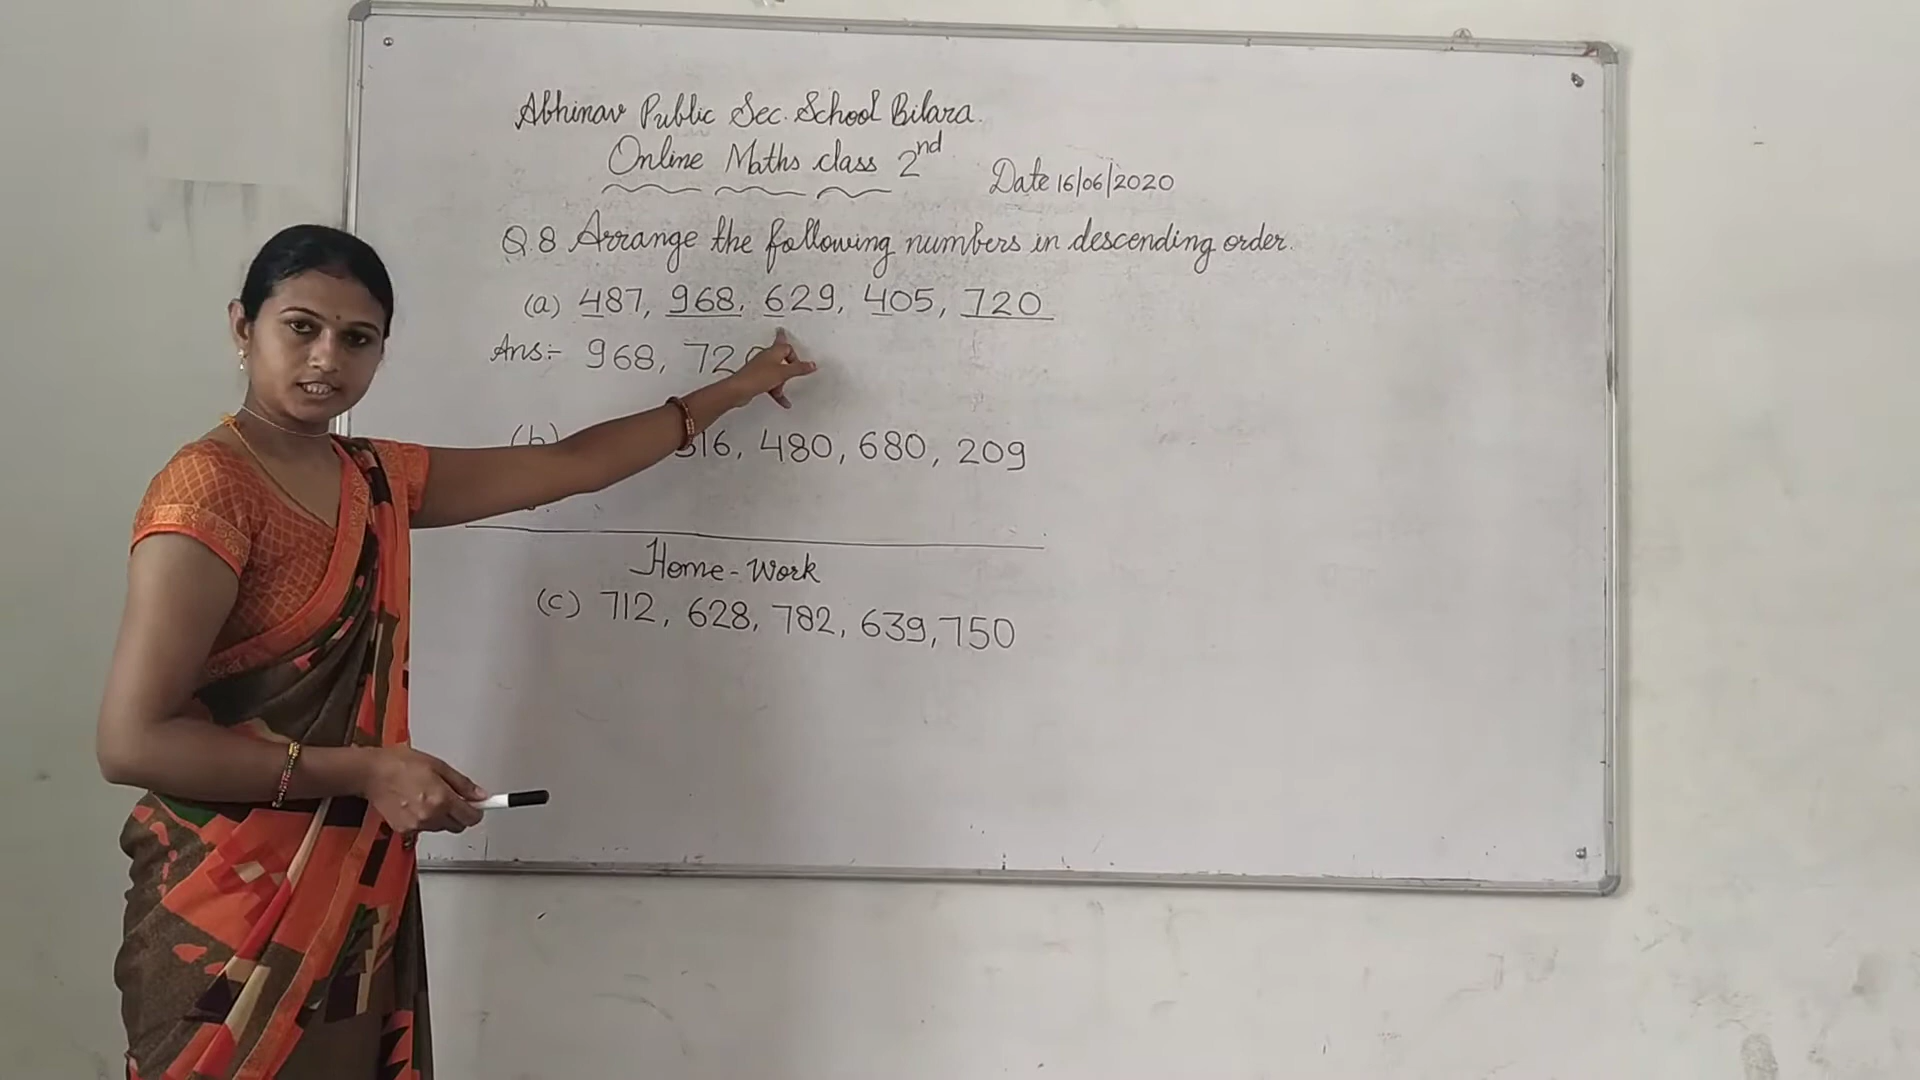 Abhinav Public Sec. School Bilara.
Online Maths class 2nd
Date 16/06/2020
Q.8 Arrange the following numbers in descending order.
(a) 487, 968, 629, 405, 720
Ans:- 968, 720
(b) 316, 480, 680, 209
Home-Work
(c) 712, 628, 782, 639, 750